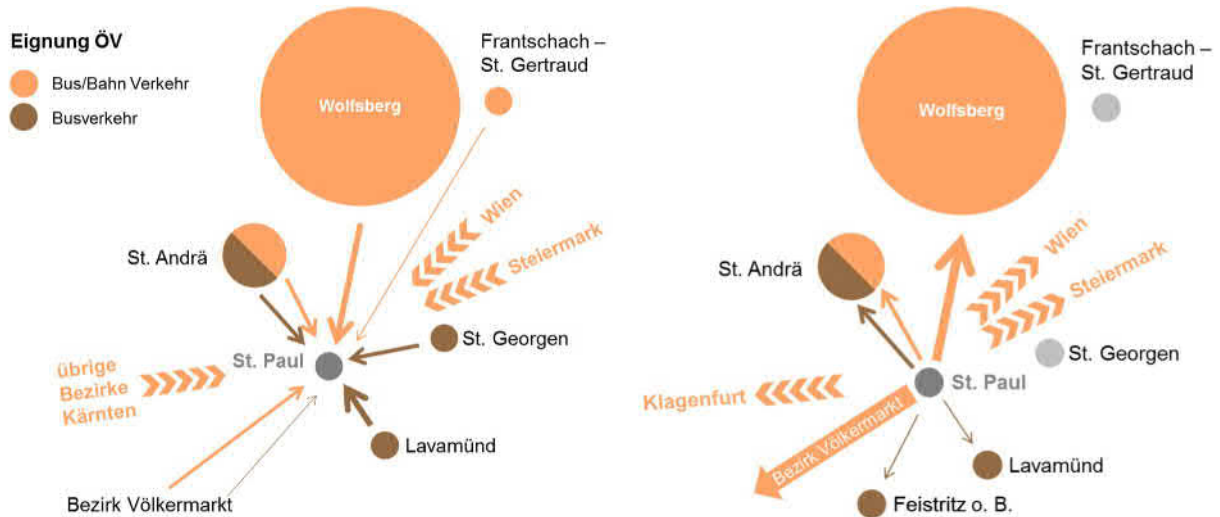 Eignung ÖV
Bus/Bahn Verkehr
Busverkehr
Wolfsberg
Frantschach –
St. Gertraud
Wien
Steiermark
St. Andrä
St. Georgen
St. Paul
übrige
Bezirke
Kärnten
Lavamünd
Bezirk Völkermarkt
Wolfsberg
Frantschach –
St. Gertraud
Wien
Steiermark
St. Andrä
St. Georgen
St. Paul
Klagenfurt
Bezirk Völkermarkt
Lavamünd
Feistritz o. B.